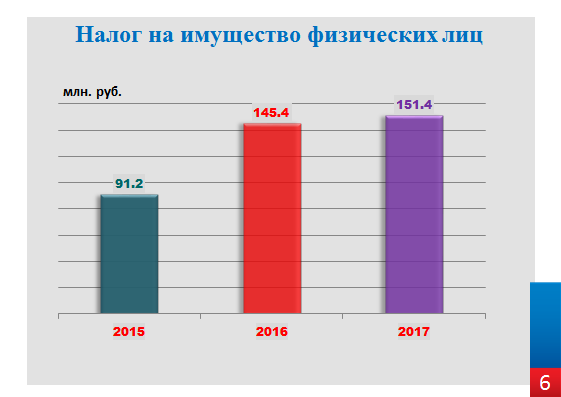 Налог на имущество физических лиц
млн. руб.
151.4
145.4
91.2
2015 2016 2017
6